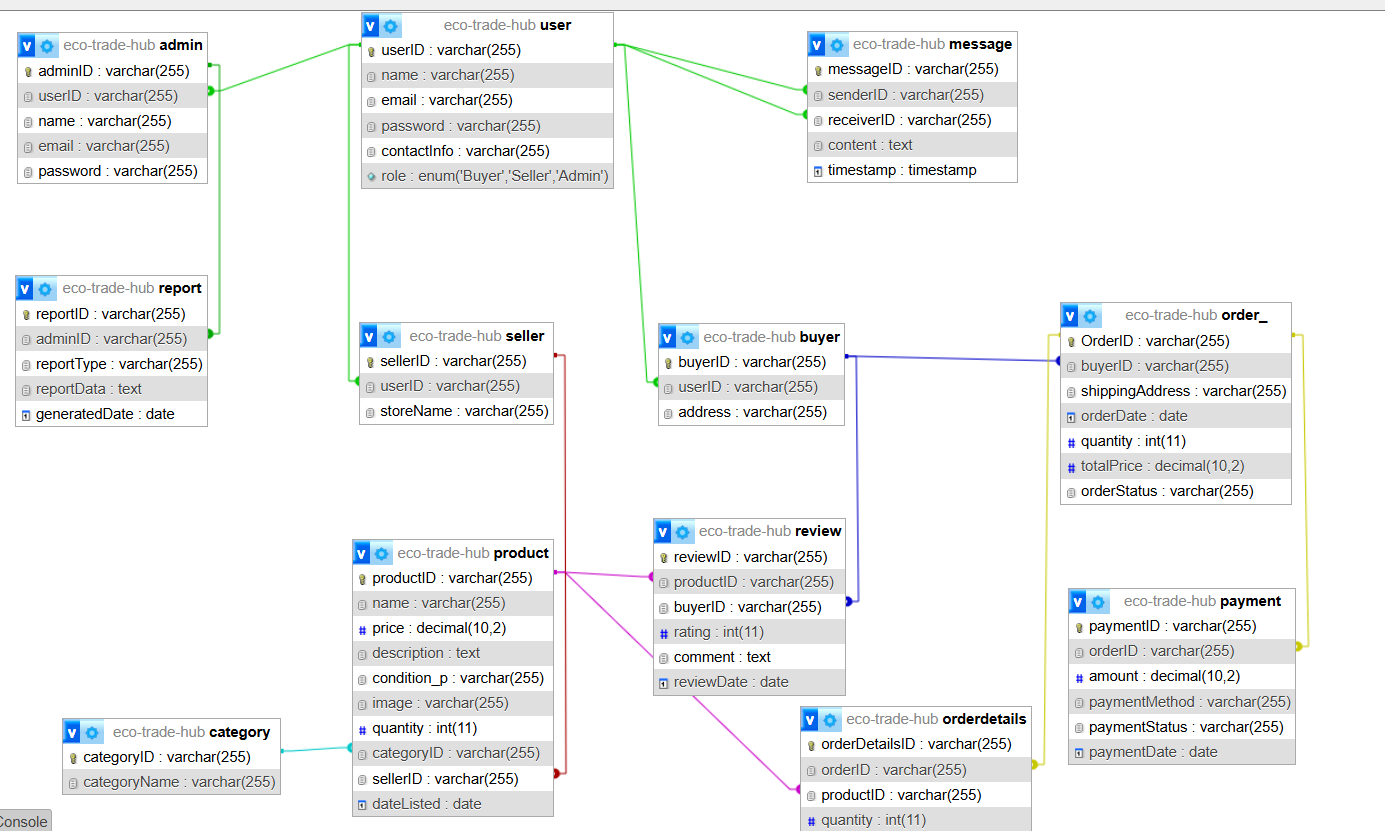 eco-trade-hub admin
adminID : varchar(255)
userID : varchar(255)
name : varchar(255)
email : varchar(255)
password : varchar(255)
eco-trade-hub user
userID : varchar(255)
name : varchar(255)
email : varchar(255)
password : varchar(255)
contactInfo : varchar(255)
role : enum('Buyer','Seller','Admin')
eco-trade-hub message
messageID : varchar(255)
senderID : varchar(255)
receiverID : varchar(255)
content : text
timestamp : timestamp
eco-trade-hub report
reportID : varchar(255)
adminID : varchar(255)
reportType : varchar(255)
reportData : text
generatedDate : date
eco-trade-hub seller
sellerID : varchar(255)
userID : varchar(255)
storeName : varchar(255)
eco-trade-hub buyer
buyerID : varchar(255)
userID : varchar(255)
address : varchar(255)
eco-trade-hub order_
OrderID : varchar(255)
buyerID : varchar(255)
shippingAddress : varchar(255)
orderDate : date
quantity : int(11)
totalPrice : decimal(10,2)
orderStatus : varchar(255)
eco-trade-hub product
productID : varchar(255)
name : varchar(255)
price : decimal(10,2)
description : text
condition_p : varchar(255)
image : varchar(255)
quantity : int(11)
categoryID : varchar(255)
sellerID : varchar(255)
dateListed : date
eco-trade-hub review
reviewID : varchar(255)
productID : varchar(255)
buyerID : varchar(255)
rating : int(11)
comment : text
reviewDate : date
eco-trade-hub payment
paymentID : varchar(255)
orderID : varchar(255)
amount : decimal(10,2)
paymentMethod : varchar(255)
paymentStatus : varchar(255)
paymentDate : date
eco-trade-hub category
categoryID : varchar(255)
categoryName : varchar(255)
eco-trade-hub orderdetails
orderDetailsID : varchar(255)
orderID : varchar(255)
productID : varchar(255)
quantity : int(11)
Console